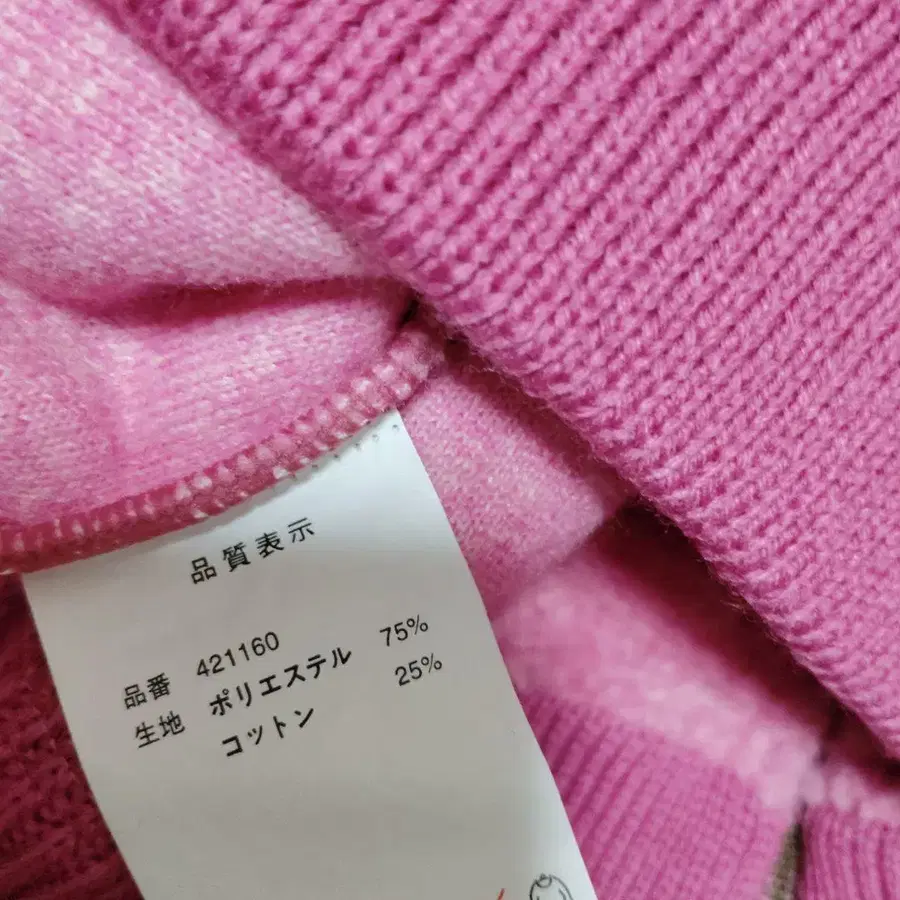 品質表示
品番 421160
生地 ポリエステル 75%
コットン 25%